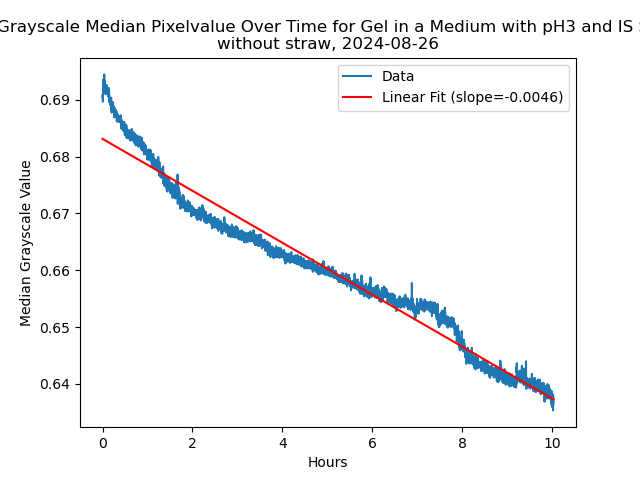 Grayscale Median Pixelvalue Over Time for Gel in a Medium with pH3 and IS
without straw, 2024-08-26
Data
Linear Fit (slope=-0.0046)
0.69
0.68
0.67
0.66
0.65
0.64
Median Grayscale Value
0
2
4
6
8
10
Hours